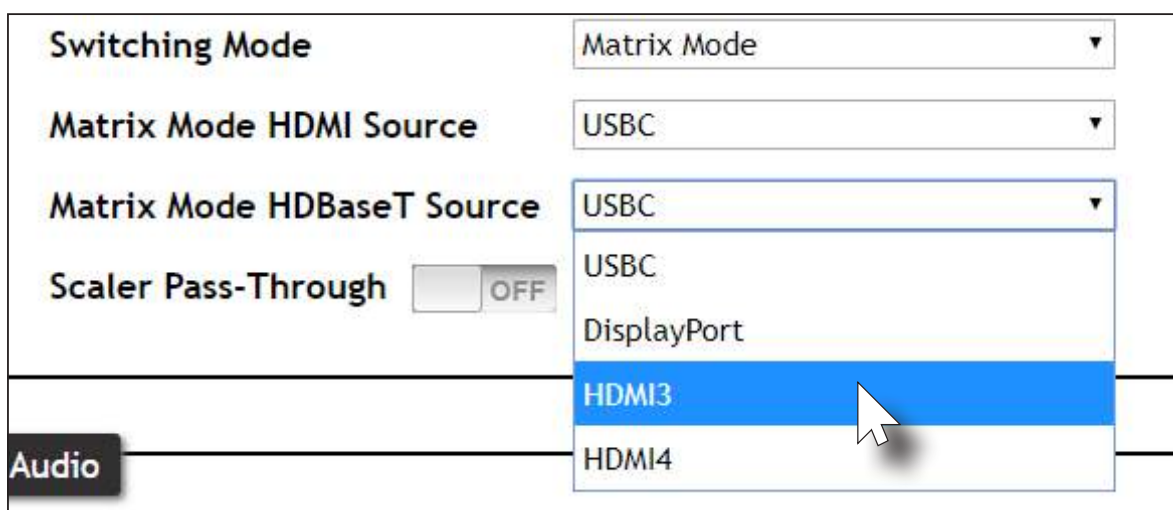 Switching Mode Matrix Mode
Matrix Mode HDMI Source USBC
Matrix Mode HDBaseT Source USBC
USBC
Scaler Pass-Through OFF
DisplayPort
HDMI3
HDMI4
Audio